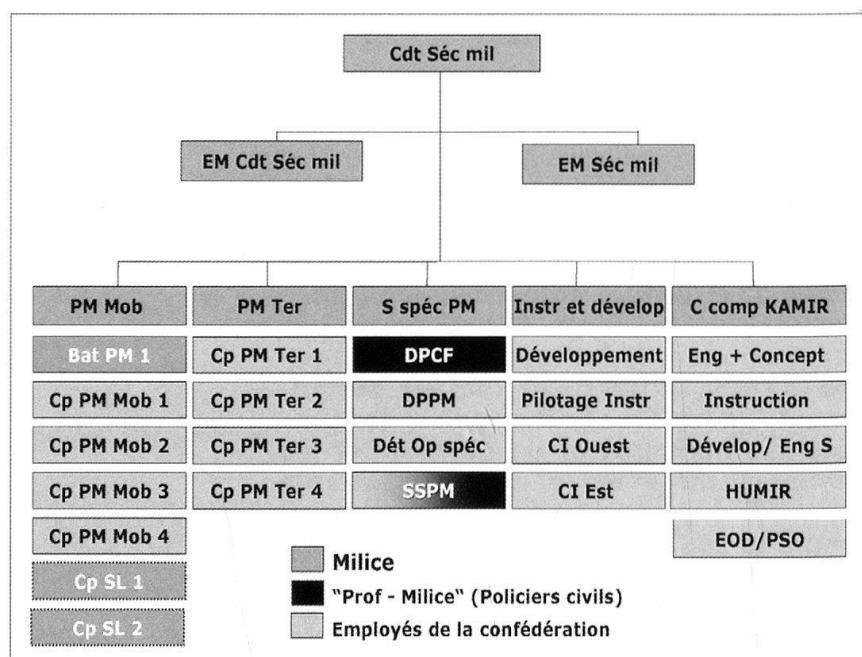 Cdt Séc mil
EM Cdt Séc mil
EM Séc mil
PM Mob
PM Ter
S spéc PM
Instr et dévelop
C comp KAMIR
Bat PM 1
Cp PM Ter 1
DPCF
Développement
Eng + Concept
Cp PM Mob 1
Cp PM Ter 2
DPPM
Pilotage Instr
Instruction
Cp PM Mob 2
Cp PM Ter 3
Dét Op spéc
CI Ouest
Dévelop/ Eng S
Cp PM Mob 3
Cp PM Ter 4
SSPM
CI Est
HUMIR
Cp PM Mob 4
EOD/PSO
Cp SL 1
Cp SL 2
Milice
"Prof - Milice" (Policiers civils)
Employés de la confédération